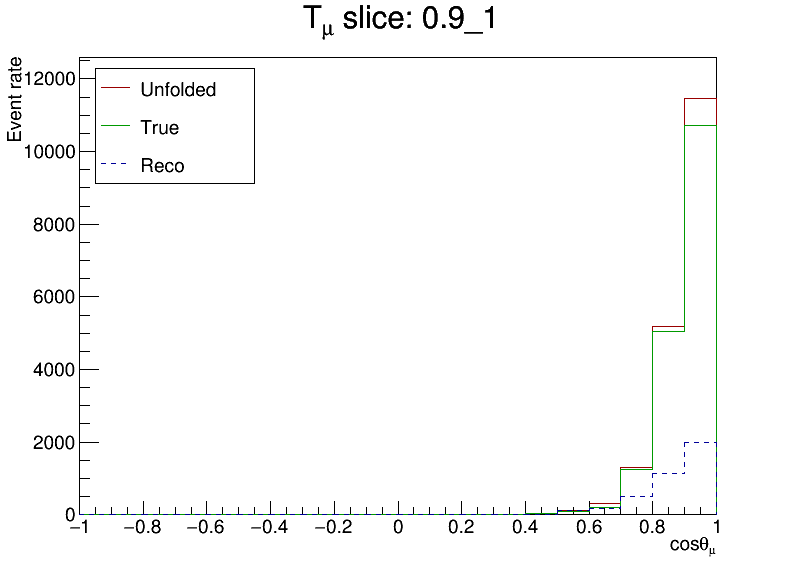 Tμ slice: 0.9_1
Event rate
12000
10000
8000
6000
4000
2000
0
Unfolded
True
Reco
−1 −0.8 −0.6 −0.4 −0.2 0 0.2 0.4 0.6 0.8 1
cosθμ